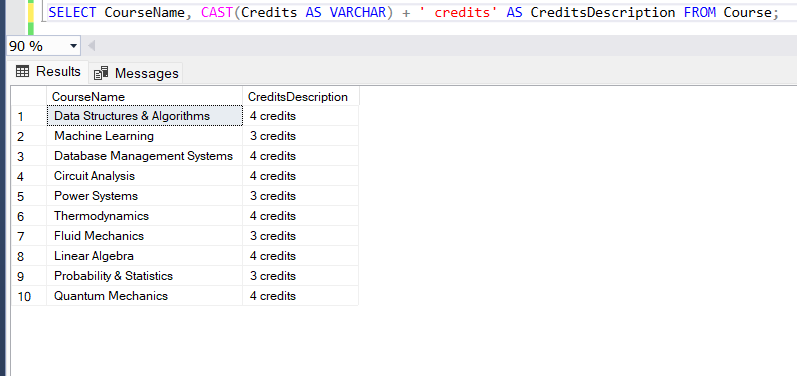 SELECT CourseName, CAST(Credits AS VARCHAR) + ' credits' AS CreditsDescription FROM Course;
90 %
Results Messages
CourseName CreditsDescription
1 Data Structures & Algorithms 4 credits
2 Machine Learning 3 credits
3 Database Management Systems 4 credits
4 Circuit Analysis 4 credits
5 Power Systems 3 credits
6 Thermodynamics 4 credits
7 Fluid Mechanics 3 credits
8 Linear Algebra 4 credits
9 Probability & Statistics 3 credits
10 Quantum Mechanics 4 credits